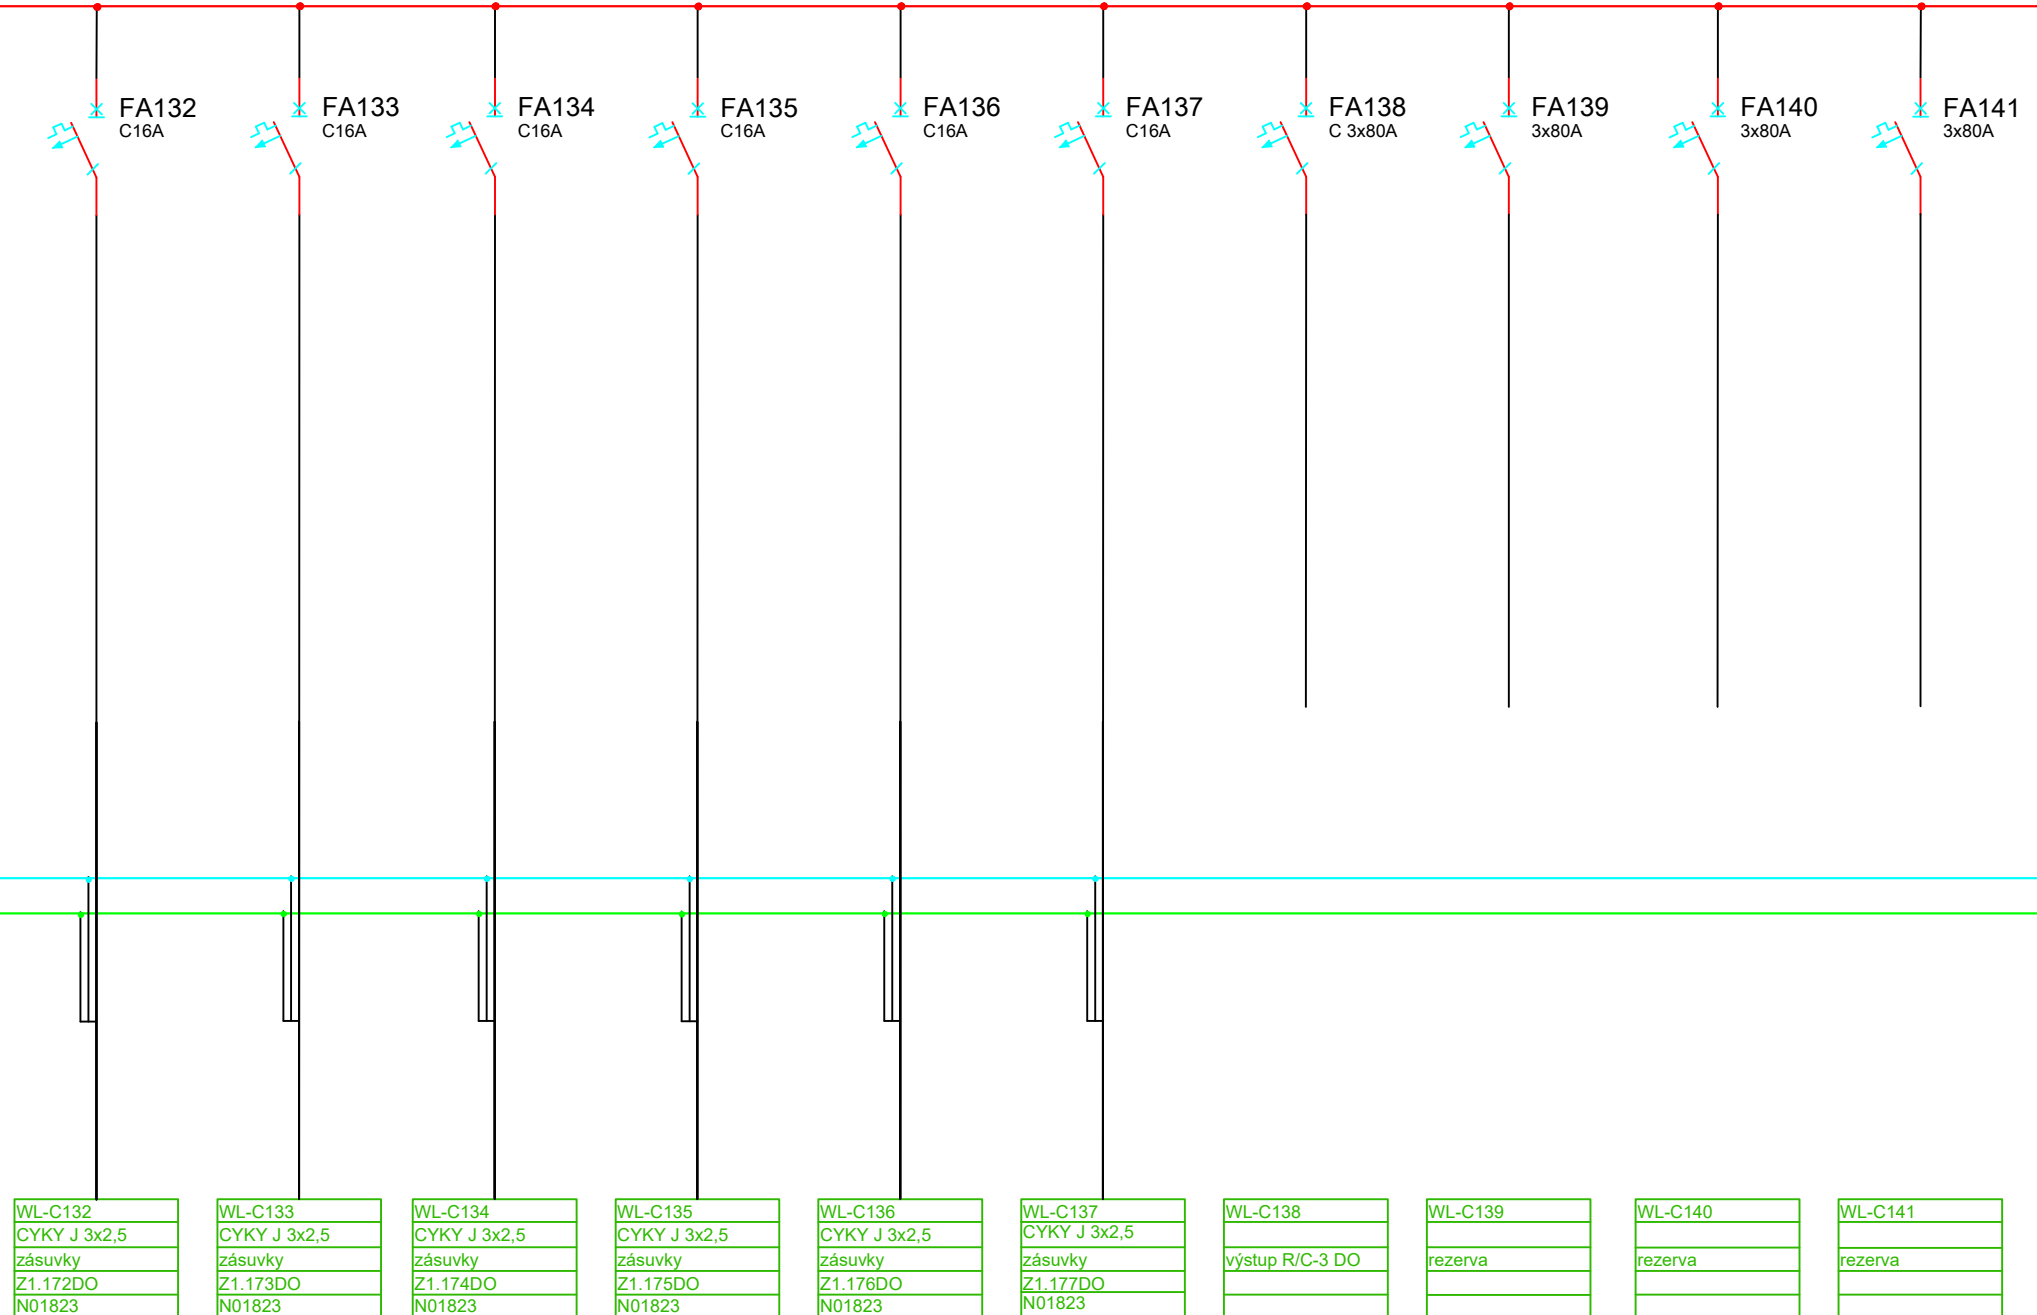 FA132
C16A
FA133
C16A
FA134
C16A
FA135
C16A
FA136
C16A
FA137
C16A
FA138
C 3x80A
FA139
3x80A
FA140
3x80A
FA141
3x80A
WL-C132
CYKY J 3x2,5
zásuvky
Z1.172DO
N01823
WL-C133
CYKY J 3x2,5
zásuvky
Z1.173DO
N01823
WL-C134
CYKY J 3x2,5
zásuvky
Z1.174DO
N01823
WL-C135
CYKY J 3x2,5
zásuvky
Z1.175DO
N01823
WL-C136
CYKY J 3x2,5
zásuvky
Z1.176DO
N01823
WL-C137
CYKY J 3x2,5
zásuvky
Z1.177DO
N01823
WL-C138
výstup R/C-3 DO
WL-C139
rezerva
WL-C140
rezerva
WL-C141
rezerva